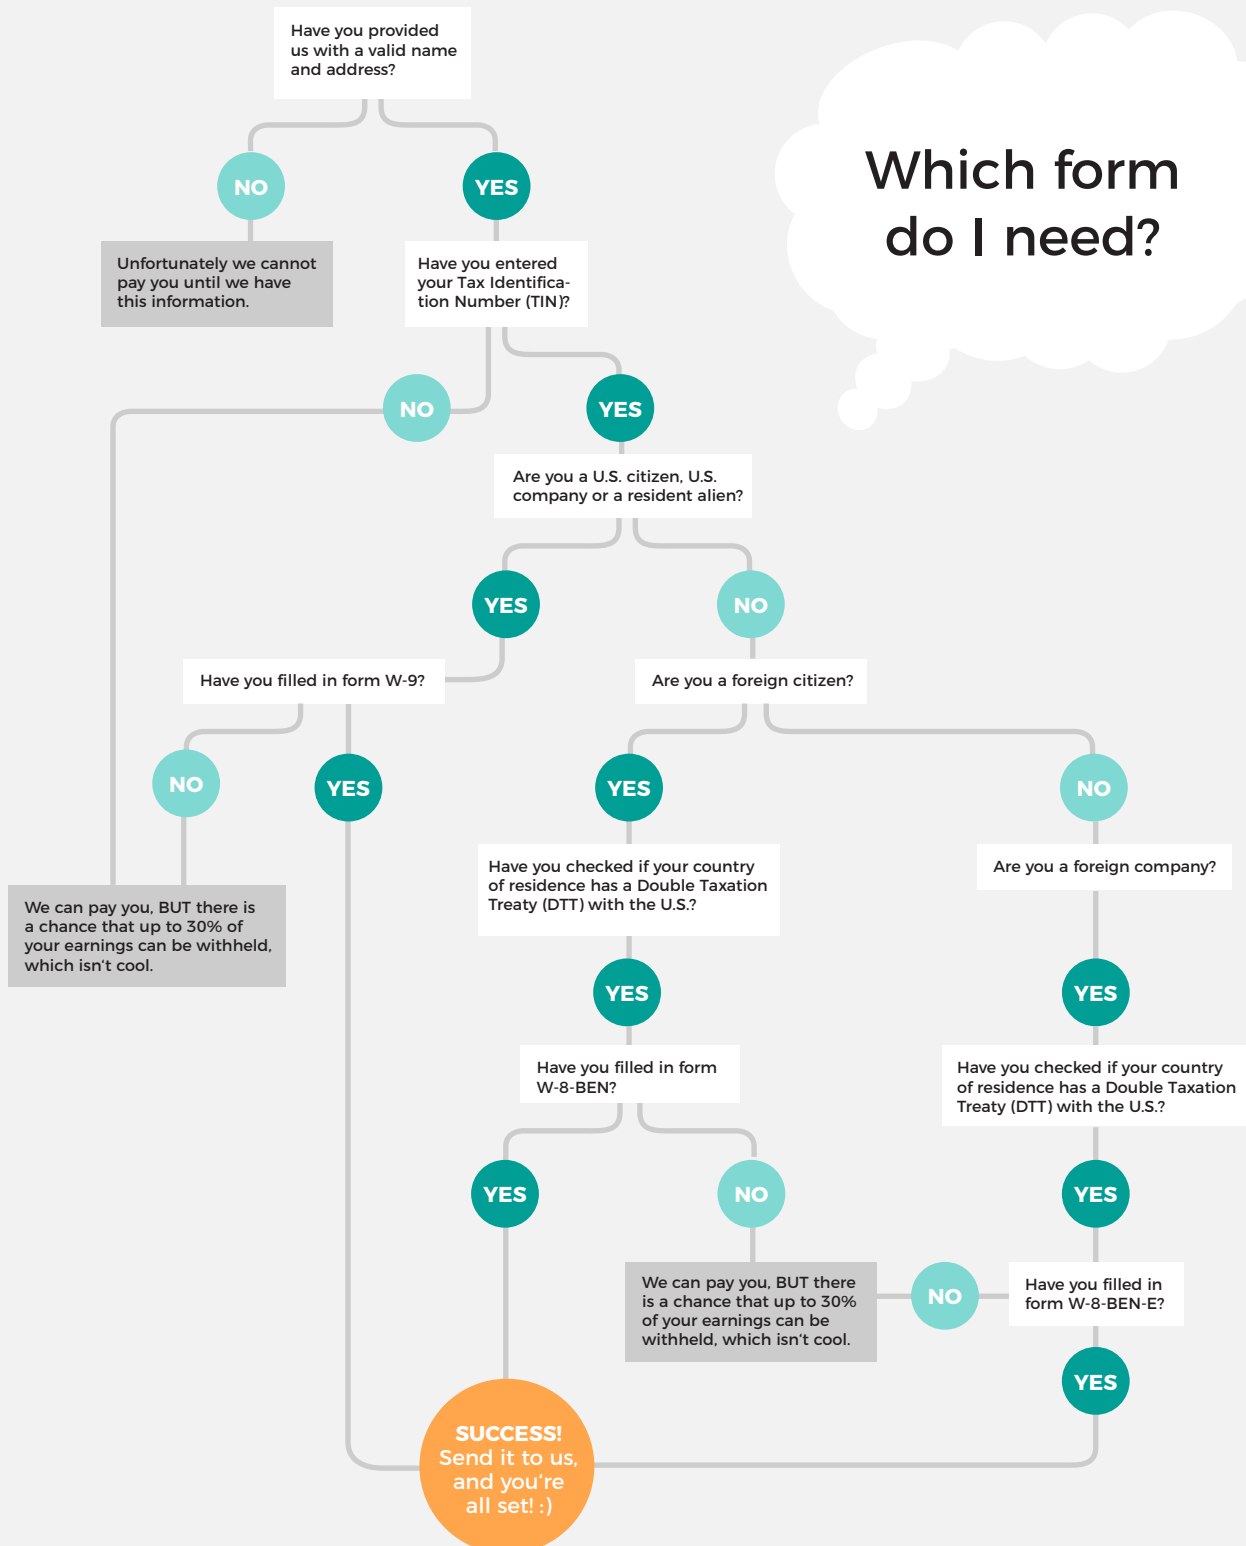 Have you provided
us with a valid name
and address?
Which form
do I need?
NO
YES
Unfortunately we cannot
pay you until we have
this information.
Have you entered
your Tax Identifica-
tion Number (TIN)?
NO
YES
Are you a U.S. citizen, U.S.
company or a resident alien?
YES
NO
Have you filled in form W-9?
Are you a foreign citizen?
NO
YES
YES
NO
Have you checked if your country
of residence has a Double Taxation
Treaty (DTT) with the U.S.?
Are you a foreign company?
We can pay you, BUT there is
a chance that up to 30% of
your earnings can be withheld,
which isn‘t cool.
YES
YES
Have you filled in form
W-8-BEN?
Have you checked if your country
of residence has a Double Taxation
Treaty (DTT) with the U.S.?
YES
NO
YES
We can pay you, BUT there
is a chance that up to 30%
of your earnings can be
withheld, which isn‘t cool.
NO
Have you filled in
form W-8-BEN-E?
YES
SUCCESS!
Send it to us,
and you‘re
all set! :)